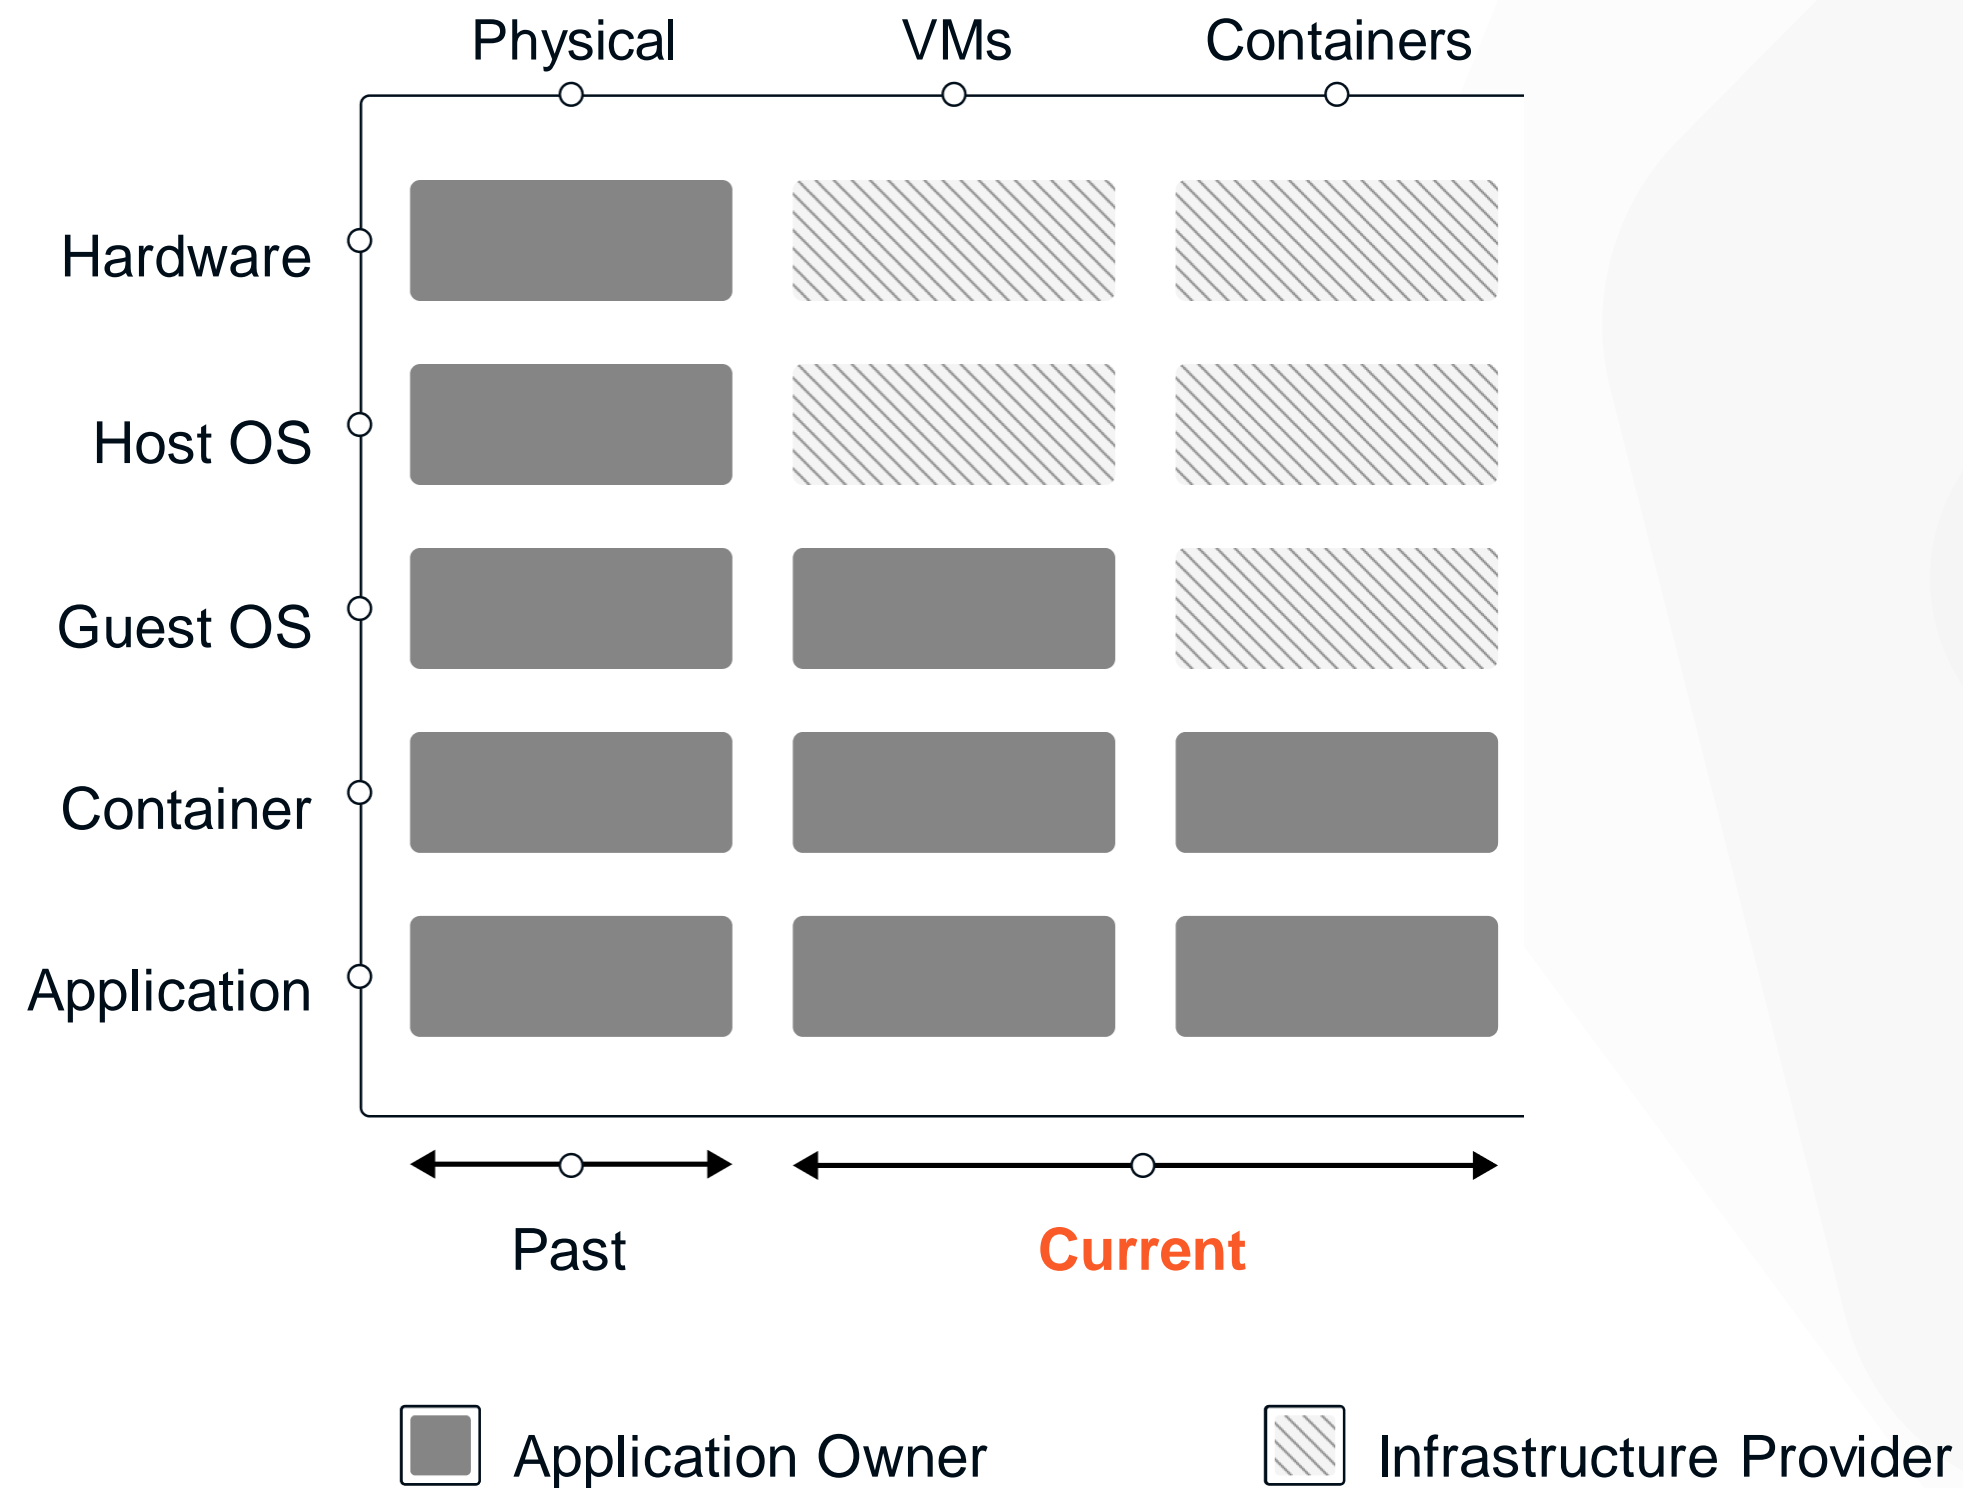 Physical VMs Containers
Hardware
Host OS
Guest OS
Container
Application
Past Current
Application Owner Infrastructure Provider